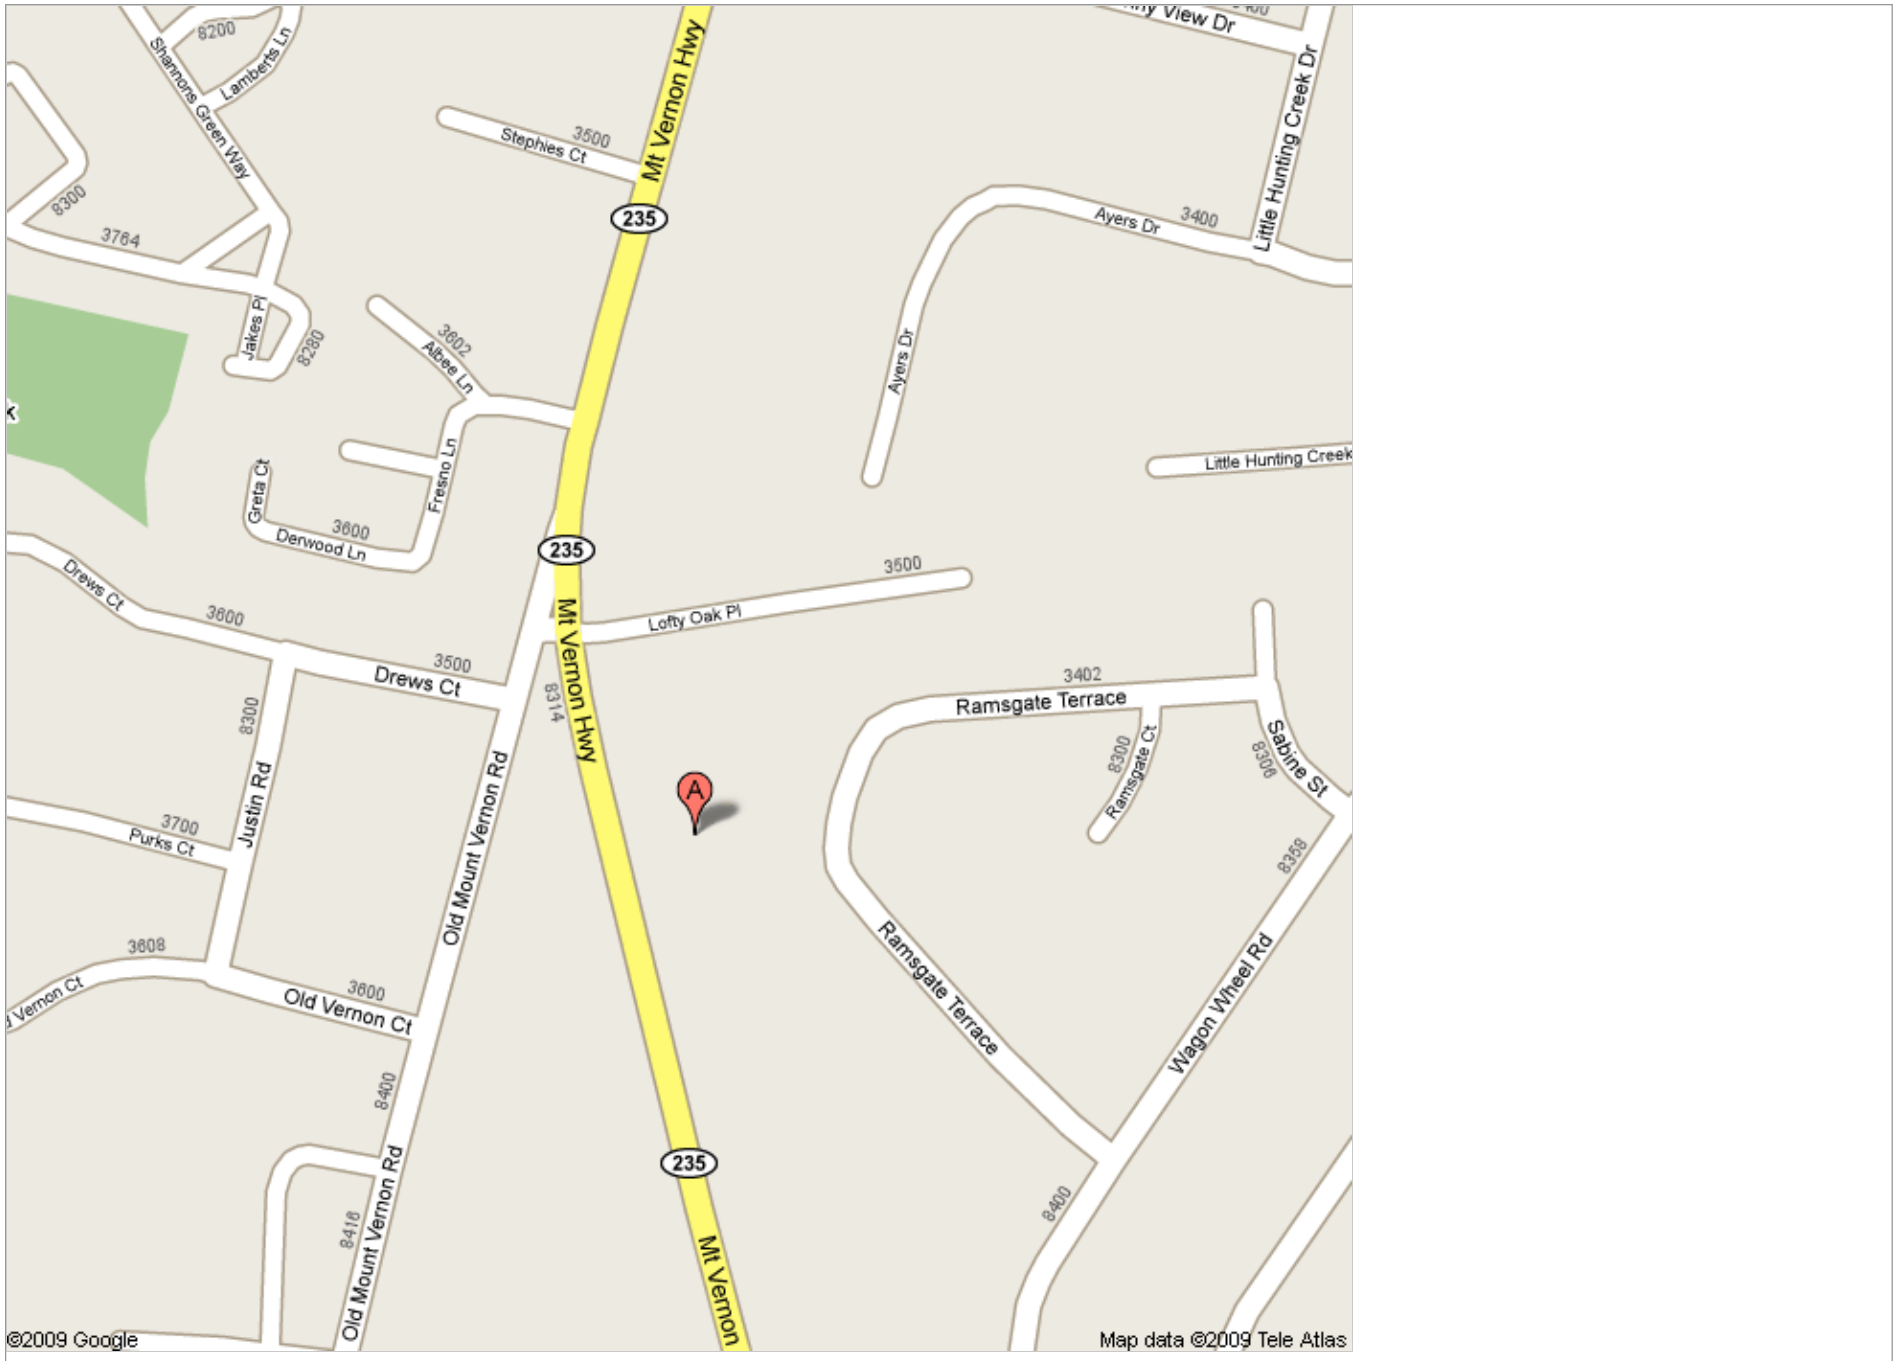 View Dr
8200
Shannons Green Way
Lamberts Ln
Mt Vernon Hwy
Little Hunting Creek Dr
3500
Stephies Ct
8300
235
Ayers Dr
3400
3764
Jakes Pl
8280
3602
Albee Ln
Ayers Dr
k
Fresno Ln
Little Hunting Creek
Greta Ct
3600
Derwood Ln
235
Drews Ct
3500
3600
Lofty Oak Pl
Mt Vernon Hwy
3500
Drews Ct
3402
Ramsgate Terrace
8314
8300
8300
Ramsgate Ct
Sabine St
8306
Justin Rd
Old Mount Vernon Rd
A
3700
Purks Ct
8358
3608
Ramsgate Terrace
Wagon Wheel Rd
Vernon Ct
3600
Old Vernon Ct
8400
235
8400
Old Mount Vernon Rd
8416
Mt Vernon
©2009 Google
Map data ©2009 Tele Atlas